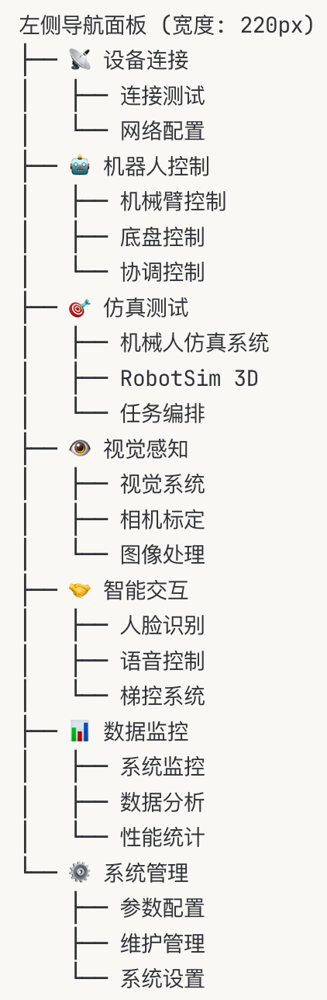 左侧导航面板 (宽度: 220px)
├── 📡 设备连接
│   ├── 连接测试
│   └── 网络配置
├── 🤖 机器人控制
│   ├── 机械臂控制
│   ├── 底盘控制
│   └── 协调控制
├── 🎯 仿真测试
│   ├── 机械人仿真系统
│   ├── RobotSim 3D
│   └── 任务编排
├── 👁️ 视觉感知
│   ├── 视觉系统
│   ├── 相机标定
│   └── 图像处理
├── 🤝 智能交互
│   ├── 人脸识别
│   ├── 语音控制
│   └── 梯控系统
├── 📊 数据监控
│   ├── 系统监控
│   ├── 数据分析
│   └── 性能统计
└── ⚙️ 系统管理
    ├── 参数配置
    ├── 维护管理
    └── 系统设置